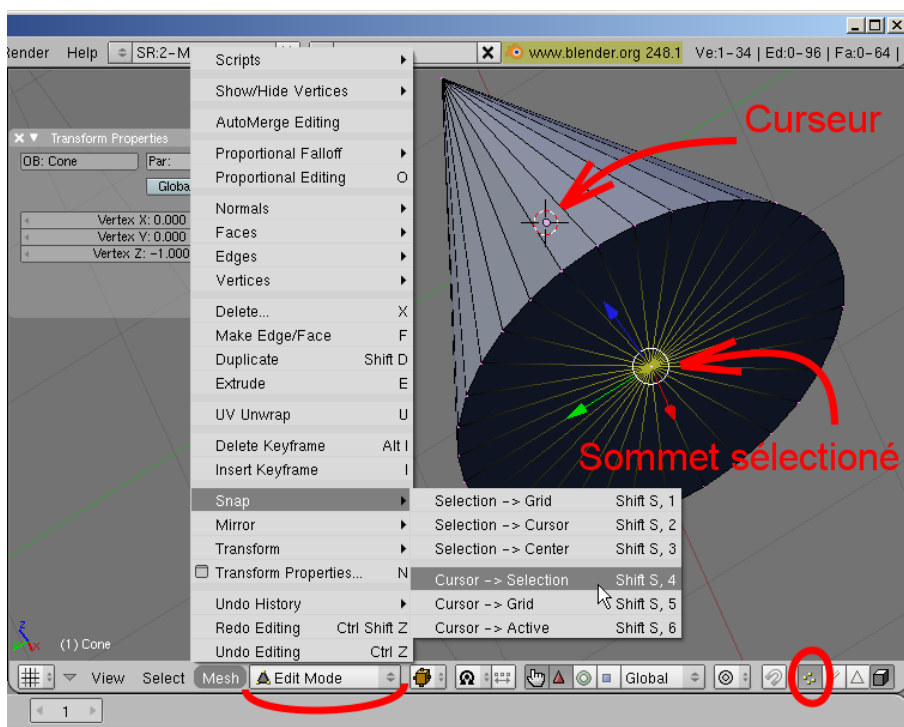 Render Help SR:2-M www.blender.org 248.1 Ve:1-34 | Ed:0-96 | Fa:0-64 |
Transform Properties
OB: Cone Par:
Globa
Vertex X: 0.000
Vertex Y: 0.000
Vertex Z: -1.000
Scripts
Show/Hide Vertices
AutoMerge Editing
Proportional Falloff
Proportional Editing O
Normals
Faces
Edges
Vertices
Delete... X
Make Edge/Face F
Duplicate Shift D
Extrude E
UV Unwrap U
Delete Keyframe Alt I
Insert Keyframe I
Snap
Mirror
Transform
Transform Properties... N
Undo History
Redo Editing Ctrl Shift Z
Undo Editing Ctrl Z
Selection -> Grid Shift S, 1
Selection -> Cursor Shift S, 2
Selection -> Center Shift S, 3
Cursor -> Selection Shift S, 4
Cursor -> Grid Shift S, 5
Cursor -> Active Shift S, 6
Curseur
Sommet sélectioné
z
x
(1) Cone
View Select Mesh Edit Mode Global
1